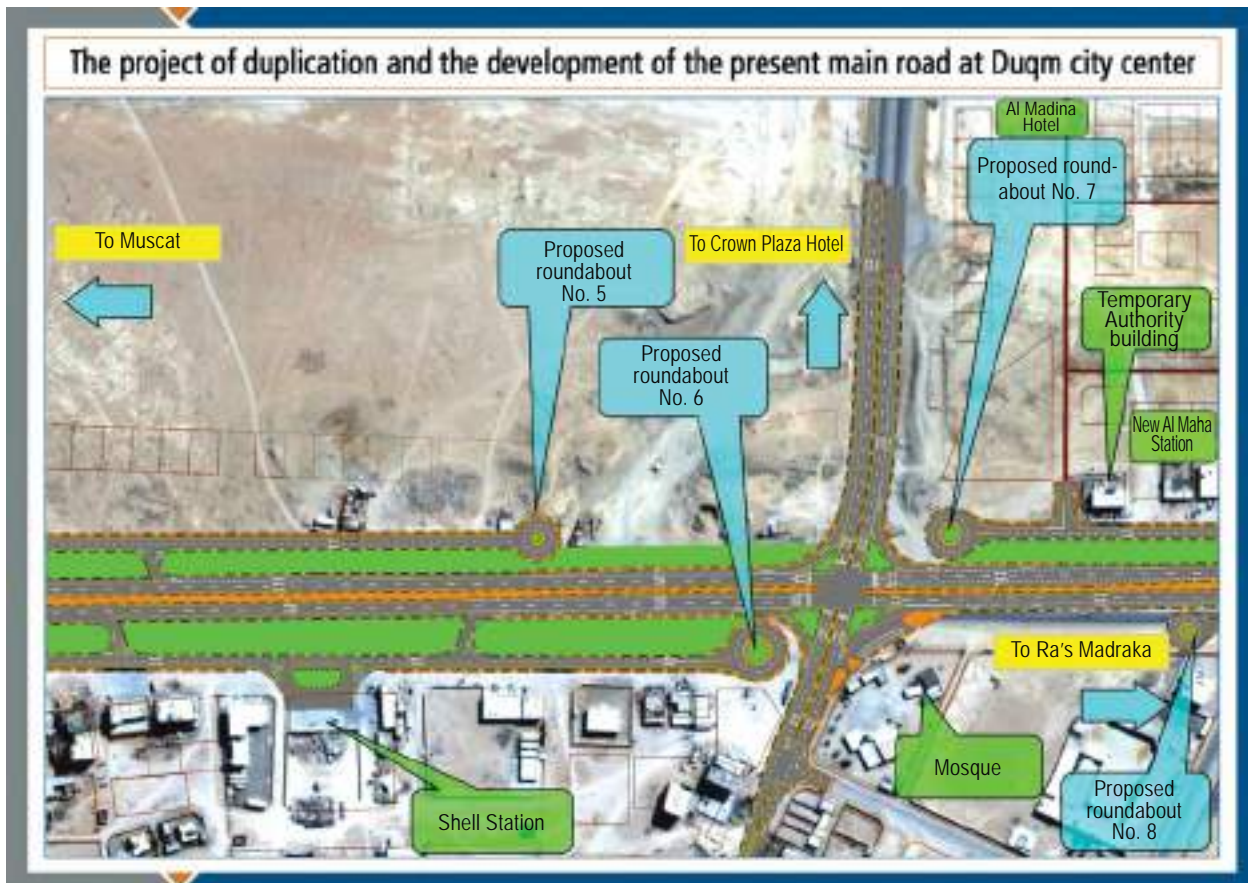 The project of duplication and the development of the present main road at Duqm city center
Al Madina
Hotel
Proposed round-
about No. 7
To Muscat
Proposed
roundabout
No. 5
To Crown Plaza Hotel
Temporary
Authority
building
Proposed
roundabout
No. 6
New Al Maha
Station
To Ra's Madraka
Mosque
Shell Station
Proposed
roundabout
No. 8